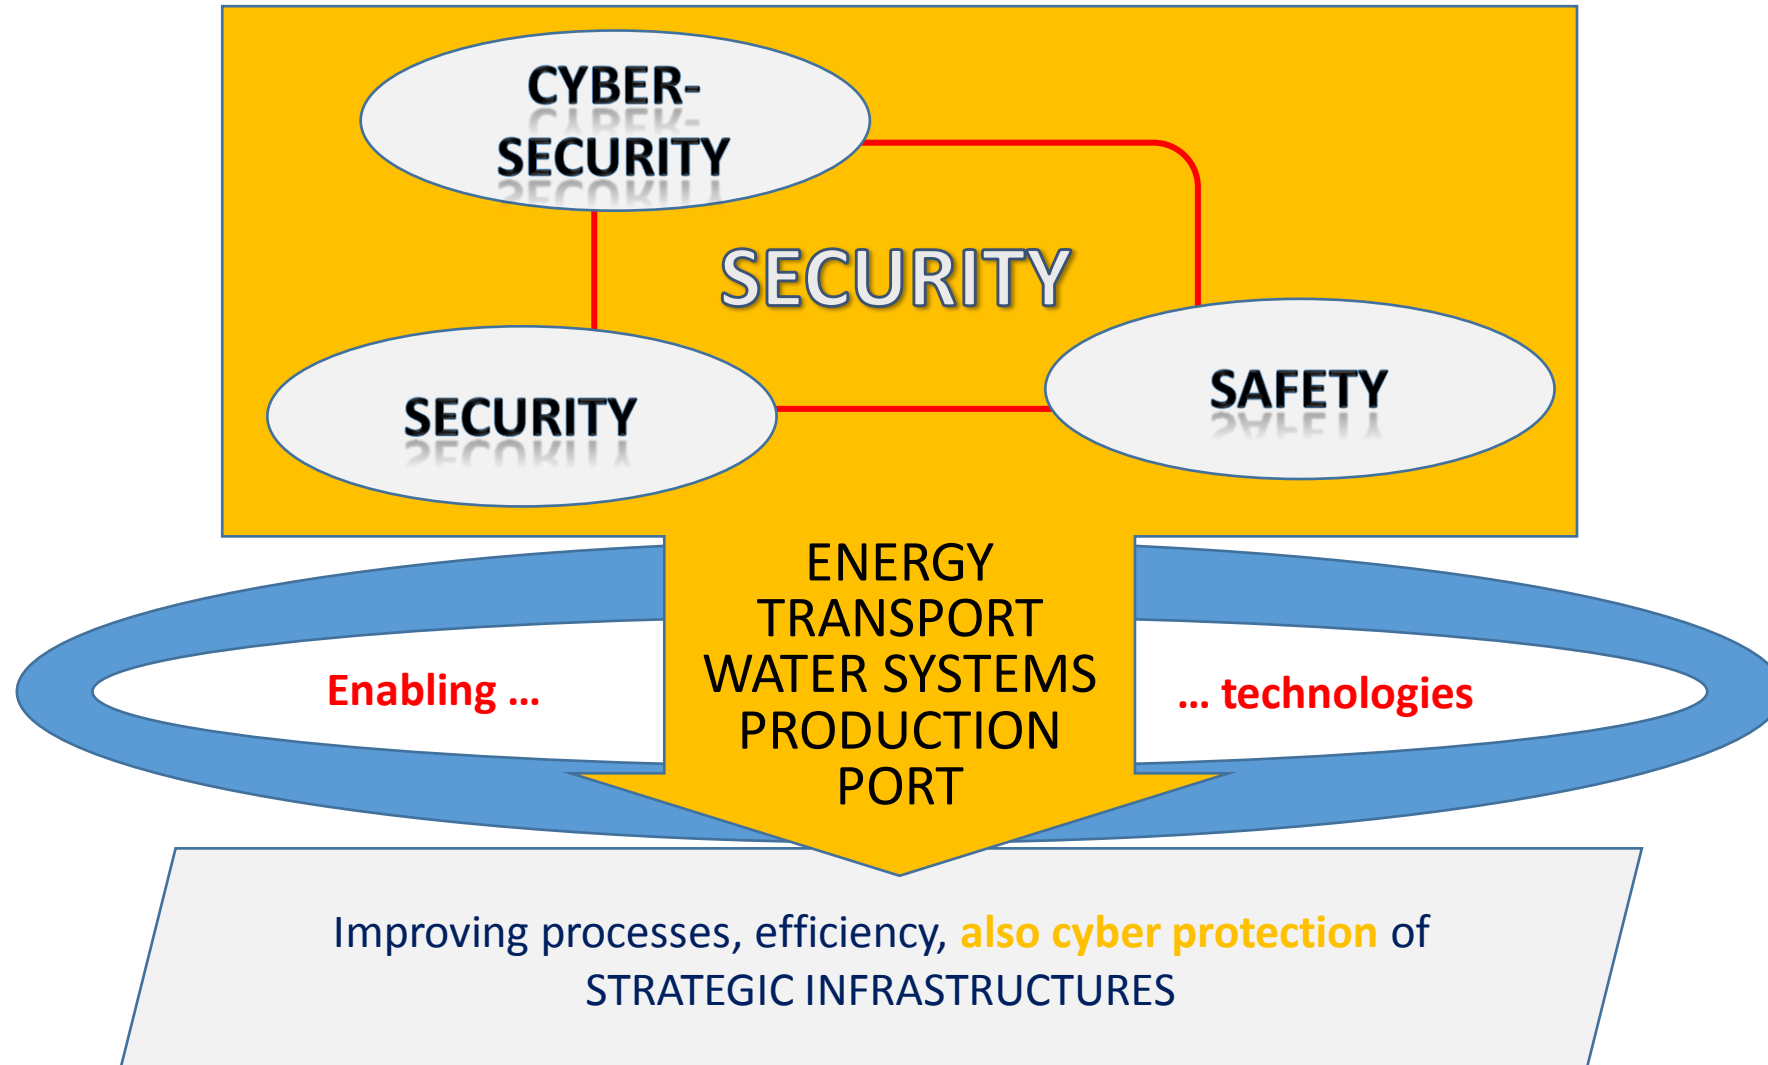 CYBER-
SECURITY
SECURITY
SECURITY
SAFETY
ENERGY
TRANSPORT
WATER SYSTEMS
PRODUCTION
PORT
Enabling ...
... technologies
Improving processes, efficiency, also cyber protection of
STRATEGIC INFRASTRUCTURES